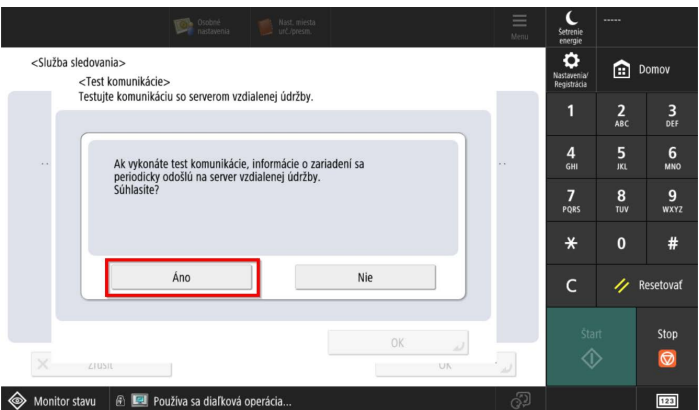 Osobné
nastavenia
Nast. miesta
urč./presm.
Menu
Šetrenie
energie
-----
<Služba sledovania>
<Test komunikácie>
Testujte komunikáciu so serverom vzdialenej údržby.
Nastavenia/
Registrácia
Domov
1
2
ABC
3
DEF
Ak vykonáte test komunikácie, informácie o zariadení sa
periodicky odošlú na server vzdialenej údržby.
Súhlasíte?
4
GHI
5
JKL
6
MNO
7
PQRS
8
TUV
9
WXYZ
0
#
Áno
Nie
C
Resetovať
OK
Štart
Stop
Zrušiť
OK
Monitor stavu
Používa sa diaľková operácia...
123